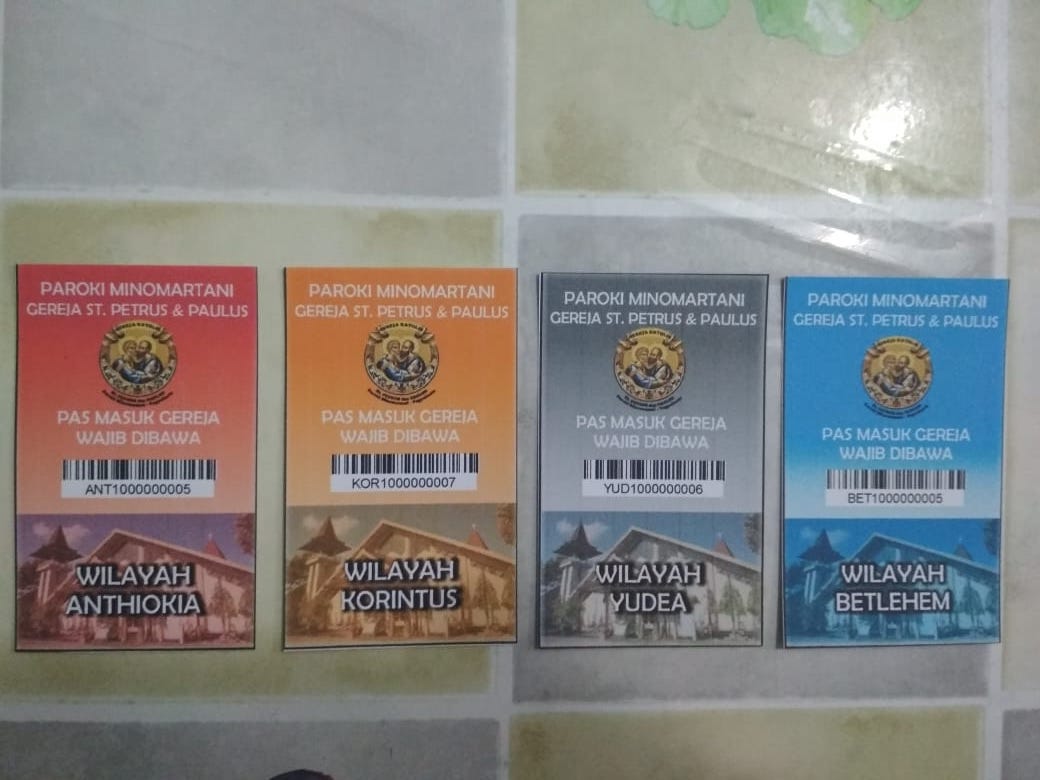 PAROKI MINOMARTANI
GEREJA ST. PETRUS & PAULUS
PAS MASUK GEREJA
WAJIB DIBAWA
ANT1000000005
WILAYAH
ANTHIOKIA
PAROKI MINOMARTANI
GEREJA ST. PETRUS & PAULUS
PAS MASUK GEREJA
WAJIB DIBAWA
KOR1000000007
WILAYAH
KORINTUS
PAROKI MINOMARTANI
GEREJA ST. PETRUS & PAULUS
PAS MASUK GEREJA
WAJIB DIBAWA
YUD1000000006
WILAYAH
YUDEA
PAROKI MINOMARTANI
GEREJA ST. PETRUS & PAULUS
PAS MASUK GEREJA
WAJIB DIBAWA
BET1000000005
WILAYAH
BETLEHEM